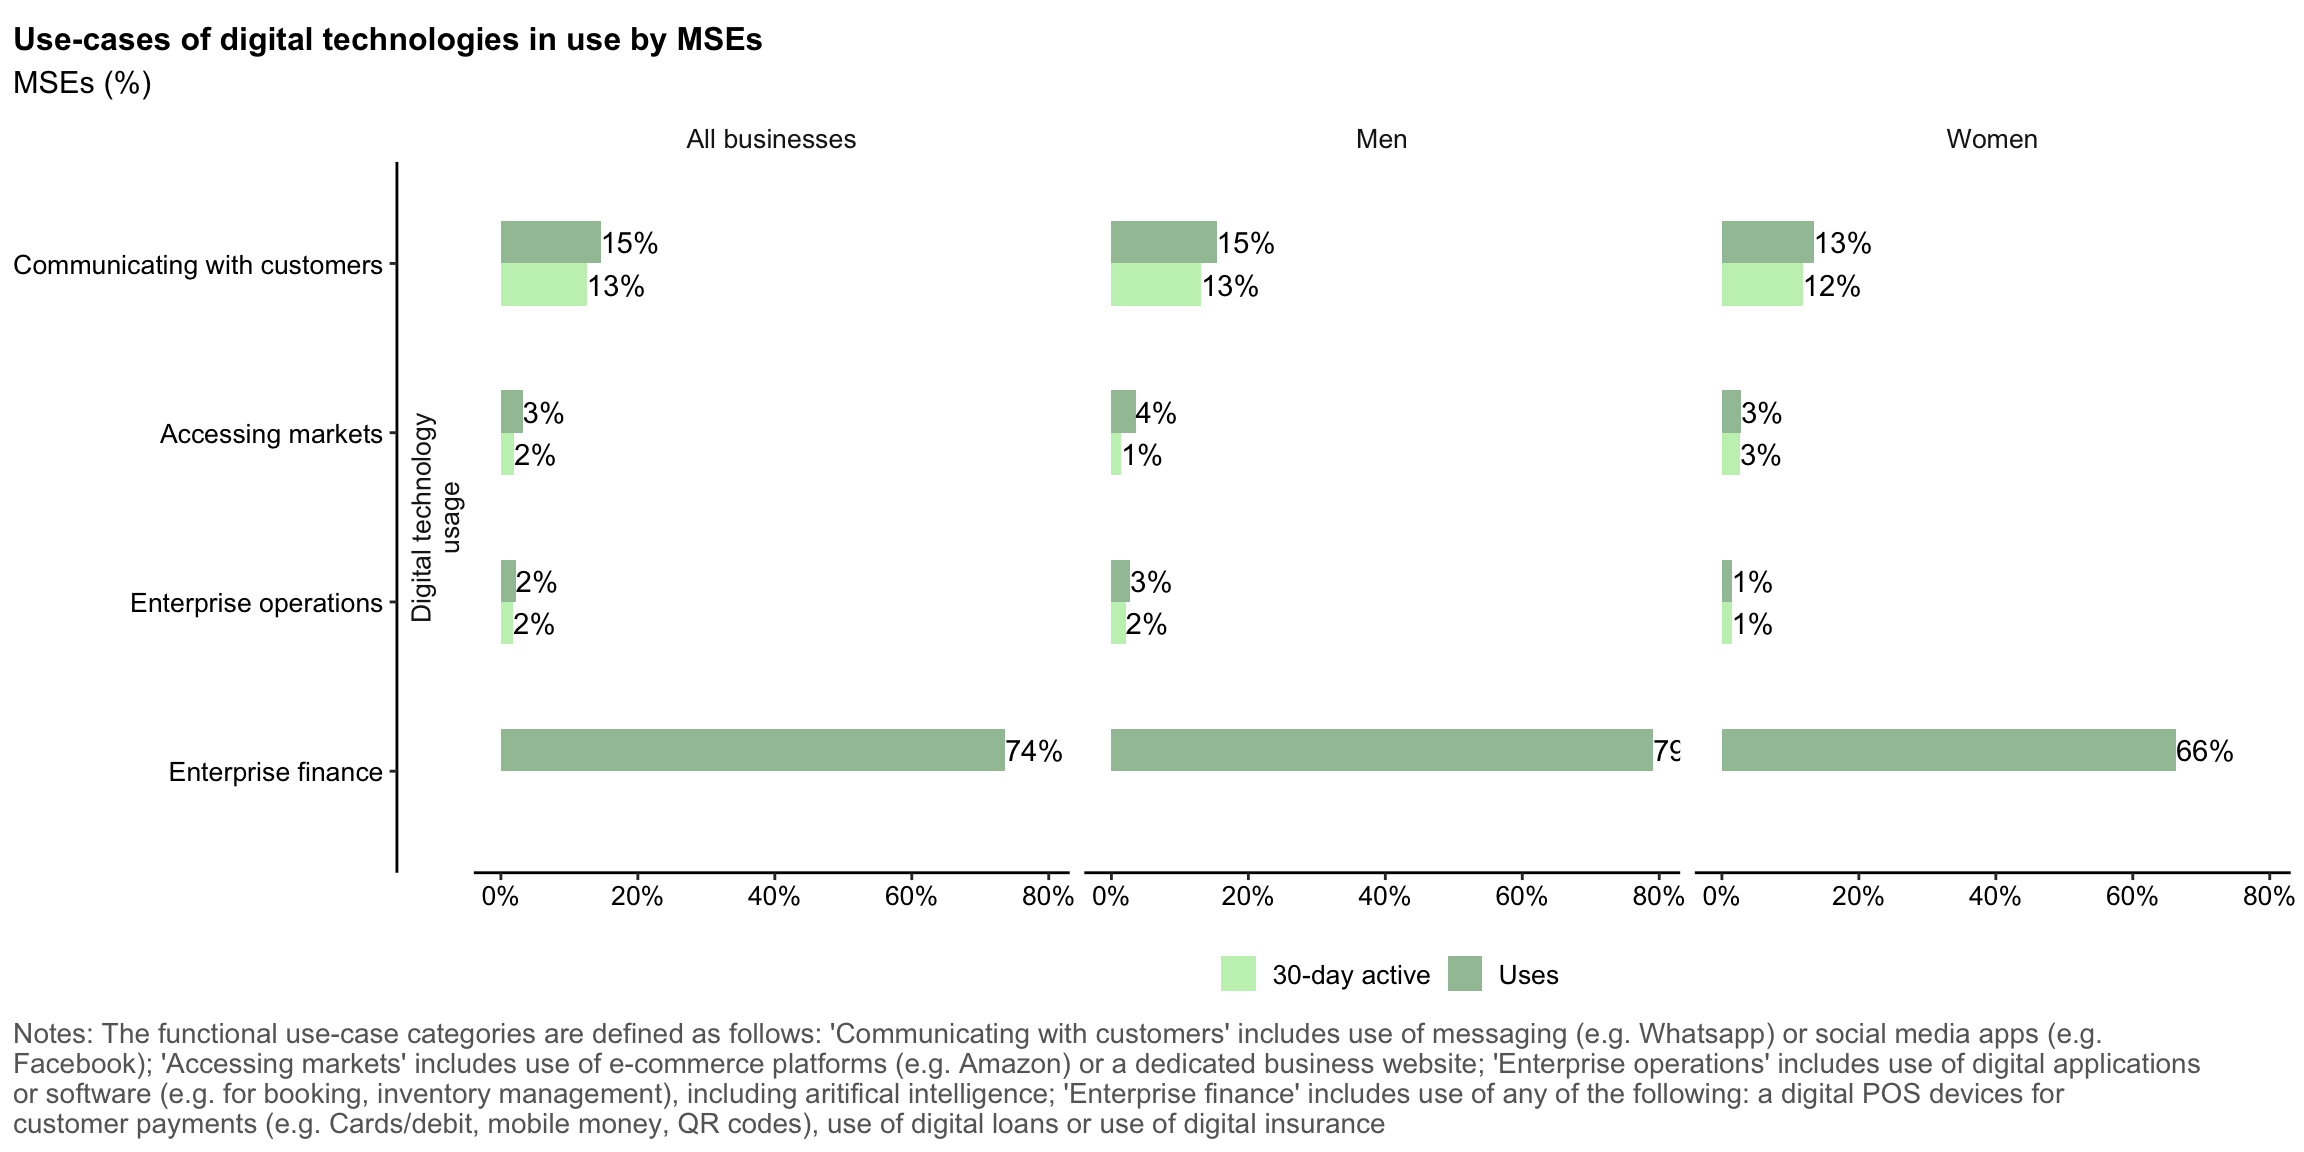 Use-cases of digital technologies in use by MSEs
MSEs (%)
All businesses
Men
Women
Communicating with customers
15%
13%
15%
13%
13%
12%
Accessing markets
3%
2%
4%
1%
3%
3%
Digital technology
usage
Enterprise operations
2%
2%
3%
2%
1%
1%
Enterprise finance
74%
79
66%
0% 20% 40% 60% 80% 0% 20% 40% 60% 80% 0% 20% 40% 60% 80%
30-day active Uses
Notes: The functional use-case categories are defined as follows: 'Communicating with customers' includes use of messaging (e.g. Whatsapp) or social media apps (e.g.
Facebook); 'Accessing markets' includes use of e-commerce platforms (e.g. Amazon) or a dedicated business website; 'Enterprise operations' includes use of digital applications
or software (e.g. for booking, inventory management), including aritifical intelligence; 'Enterprise finance' includes use of any of the following: a digital POS devices for
customer payments (e.g. Cards/debit, mobile money, QR codes), use of digital loans or use of digital insurance